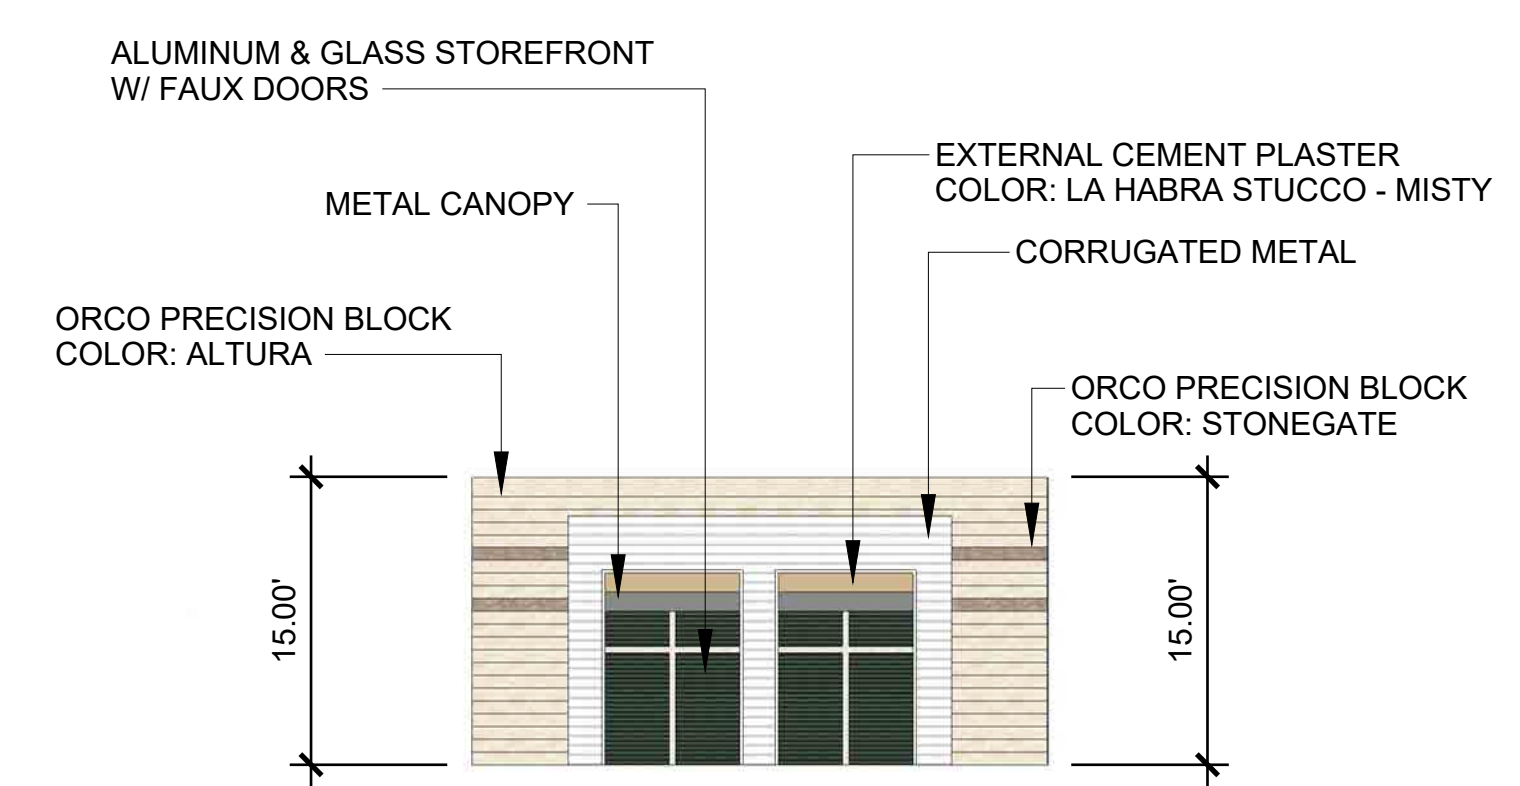 ALUMINUM & GLASS STOREFRONT
W/ FAUX DOORS
EXTERNAL CEMENT PLASTER
COLOR: LA HABRA STUCCO - MISTY
METAL CANOPY
CORRUGATED METAL
ORCO PRECISION BLOCK
COLOR: ALTURA
ORCO PRECISION BLOCK
COLOR: STONEGATE
15.00'
15.00'